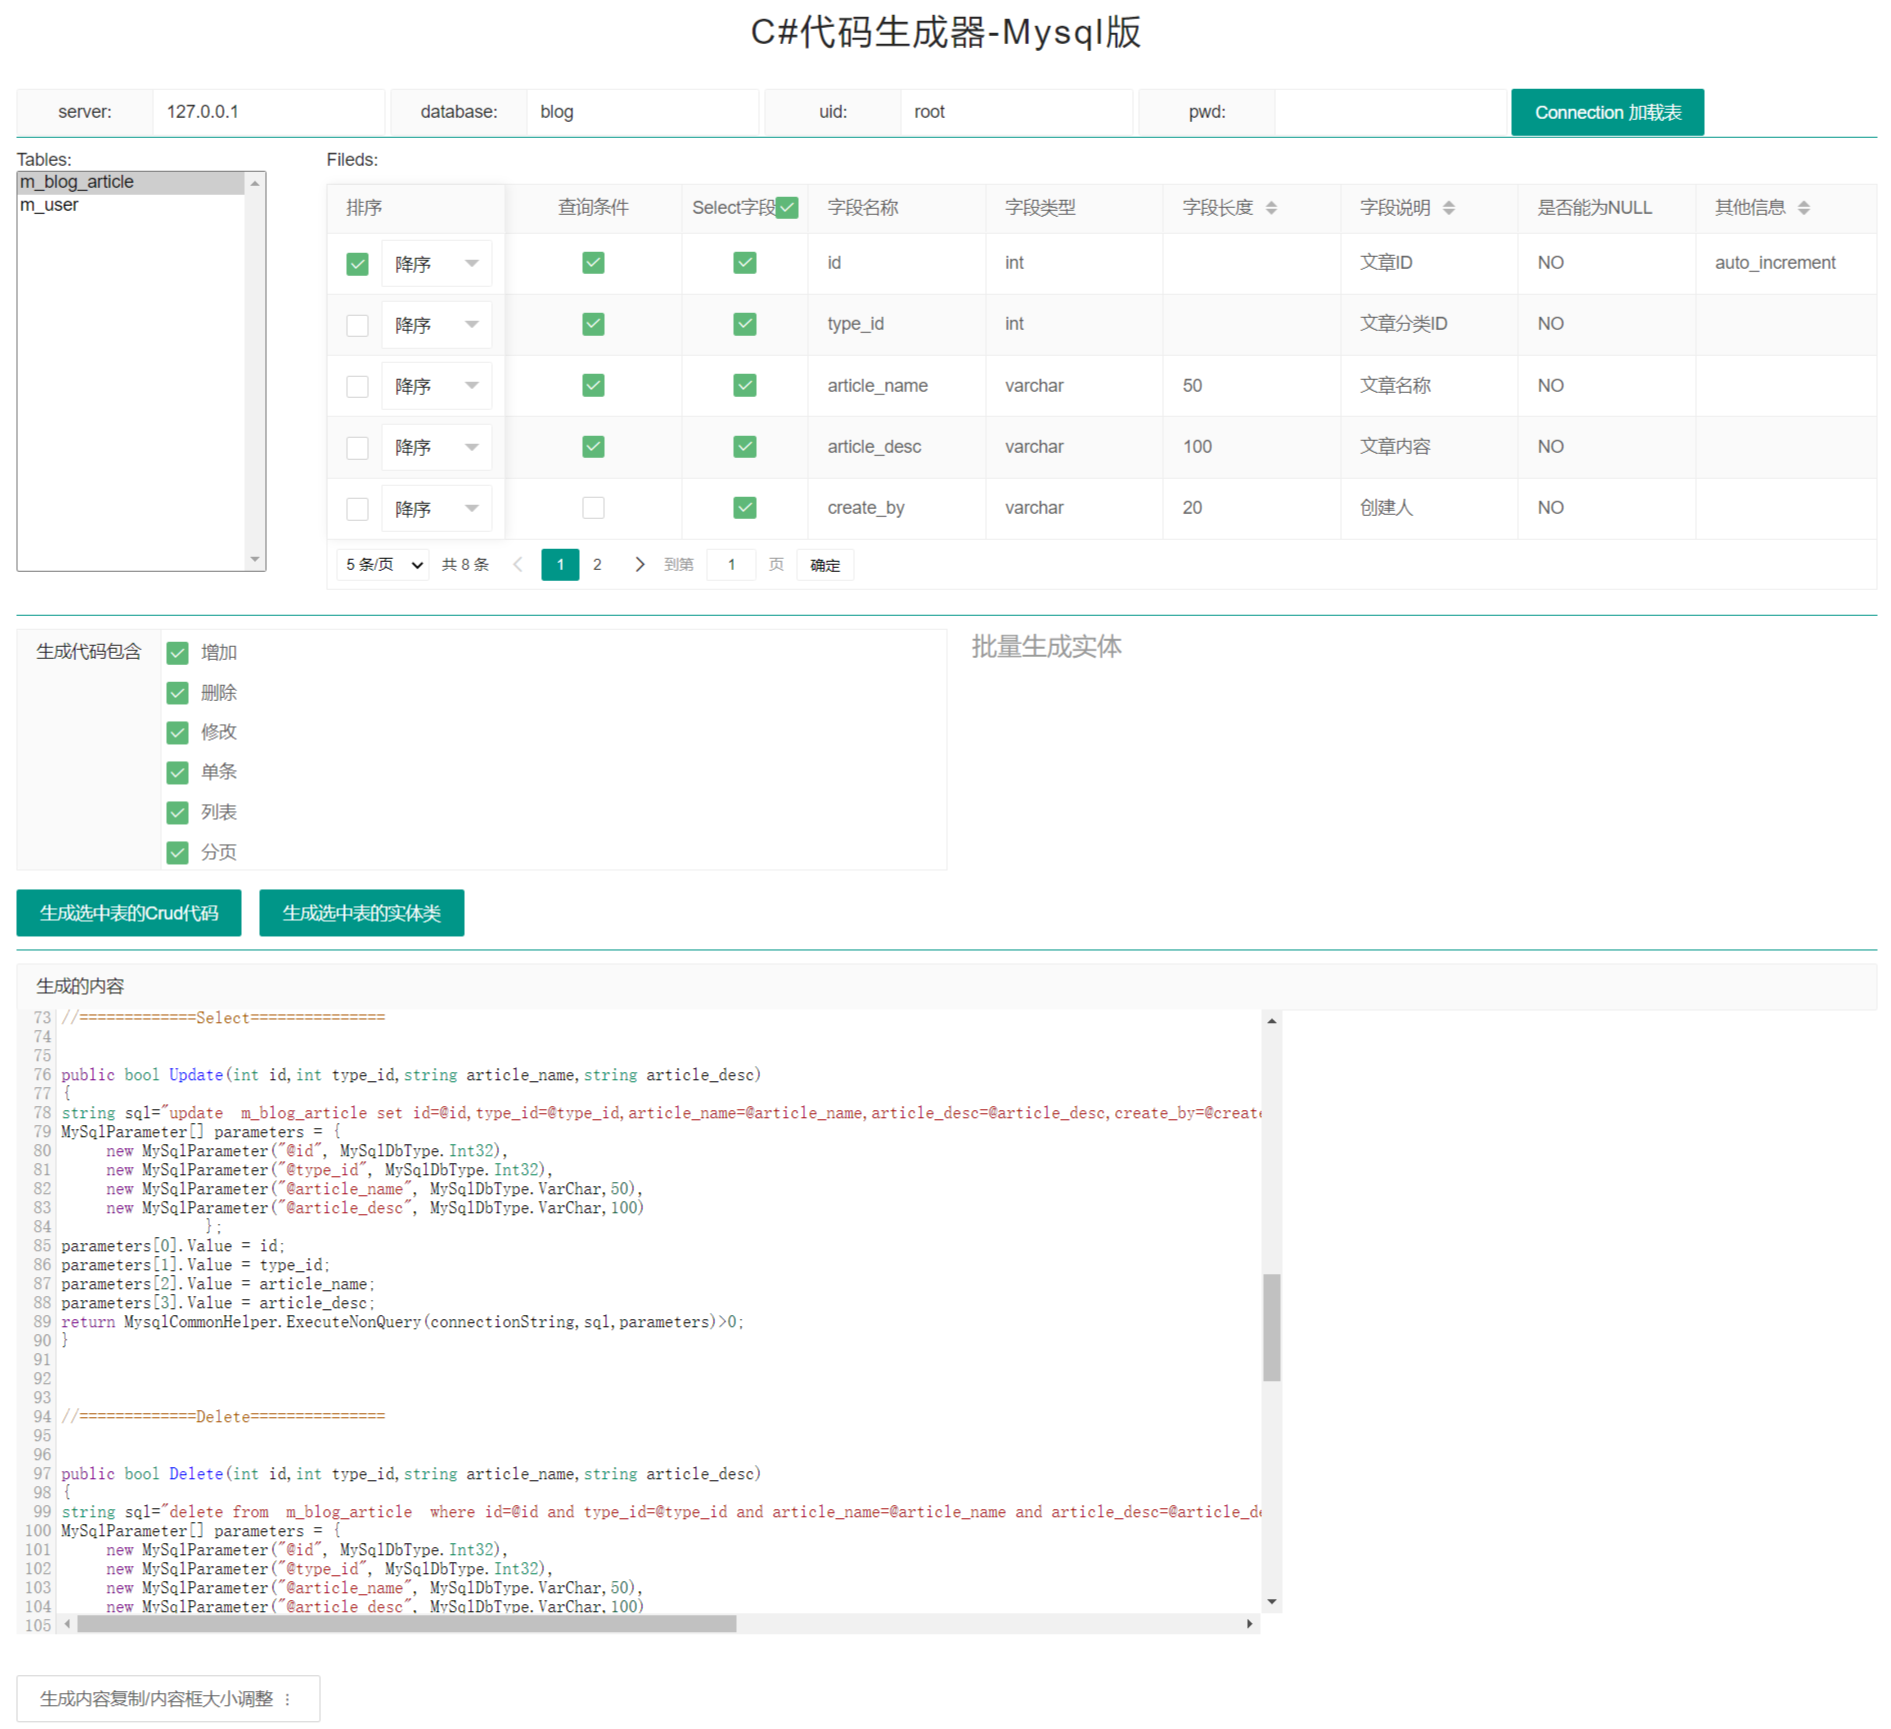 C#代码生成器-Mysql版
server: 127.0.0.1 database: blog uid: root pwd: Connection 加载表
Tables:
m_blog_article
m_user
Fileds:
排序 查询条件 Select字段 字段名称 字段类型 字段长度 字段说明 是否能为NULL 其他信息
降序 id int 文章ID NO auto_increment
降序 type_id int 文章分类ID NO
降序 article_name varchar 50 文章名称 NO
降序 article_desc varchar 100 文章内容 NO
降序 create_by varchar 20 创建人 NO
5 条/页 共 8 条 1 2 到第 1 页 确定
生成代码包含
增加
删除
修改
单条
列表
分页
批量生成实体
生成选中表的Crud代码 生成选中表的实体类
生成的内容
73 //=============Select===============
74
75
76 public bool Update(int id,int type_id,string article_name,string article_desc)
77 {
78 string sql="update  m_blog_article set id=@id,type_id=@type_id,article_name=@article_name,article_desc=@article_desc,create_by=@create
79 MySqlParameter[] parameters = {
80 new MySqlParameter("@id", MySqlDbType.Int32),
81 new MySqlParameter("@type_id", MySqlDbType.Int32),
82 new MySqlParameter("@article_name", MySqlDbType.VarChar,50),
83 new MySqlParameter("@article_desc", MySqlDbType.VarChar,100)
84 };
85 parameters[0].Value = id;
86 parameters[1].Value = type_id;
87 parameters[2].Value = article_name;
88 parameters[3].Value = article_desc;
89 return MysqlCommonHelper.ExecuteNonQuery(connectionString,sql,parameters)>0;
90 }
91
92
93
94 //=============Delete===============
95
96
97 public bool Delete(int id,int type_id,string article_name,string article_desc)
98 {
99 string sql="delete from  m_blog_article  where id=@id and type_id=@type_id and article_name=@article_name and article_desc=@article_de
100 MySqlParameter[] parameters = {
101 new MySqlParameter("@id", MySqlDbType.Int32),
102 new MySqlParameter("@type_id", MySqlDbType.Int32),
103 new MySqlParameter("@article_name", MySqlDbType.VarChar,50),
104 new MySqlParameter("@article_desc", MySqlDbType.VarChar,100)
105
生成内容复制/内容框大小调整